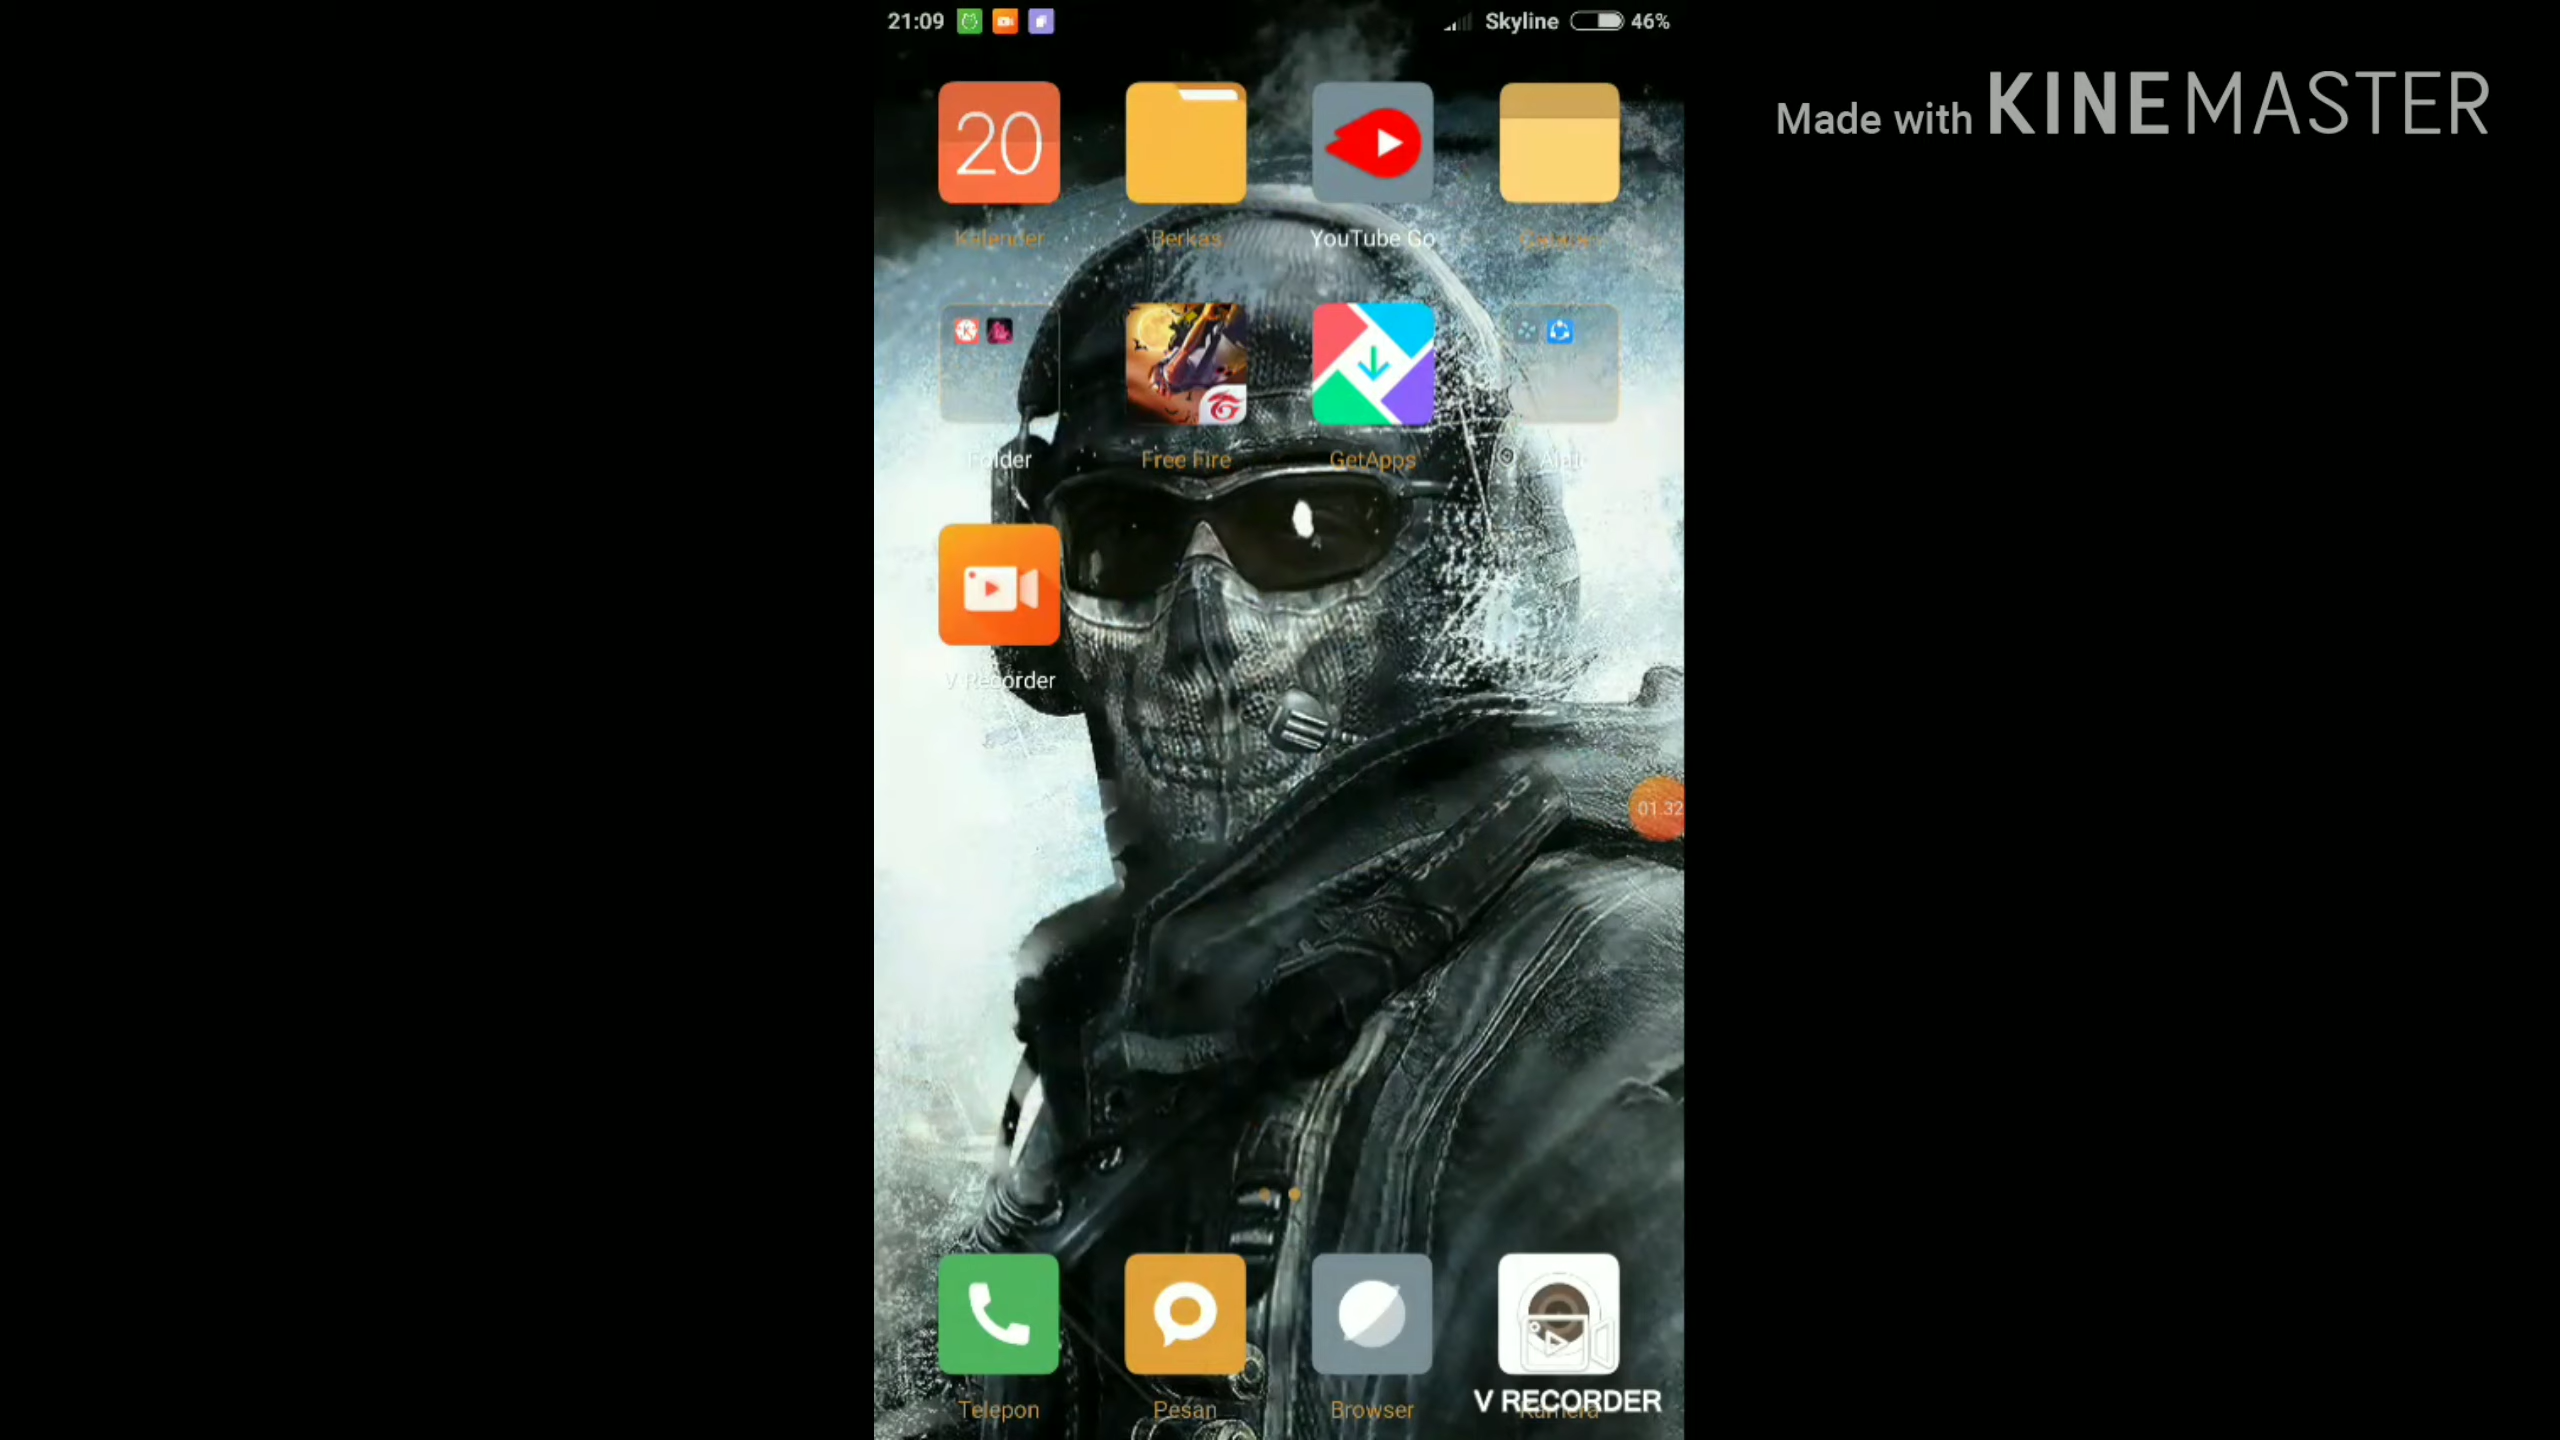 21:09 Skyline 46%
Made with KINEMASTER
20
Kalender Berkas YouTube Go
Folder Free Fire GetApps
V Recorder
01.32
Telepon Pesan Browser Kamera
V RECORDER